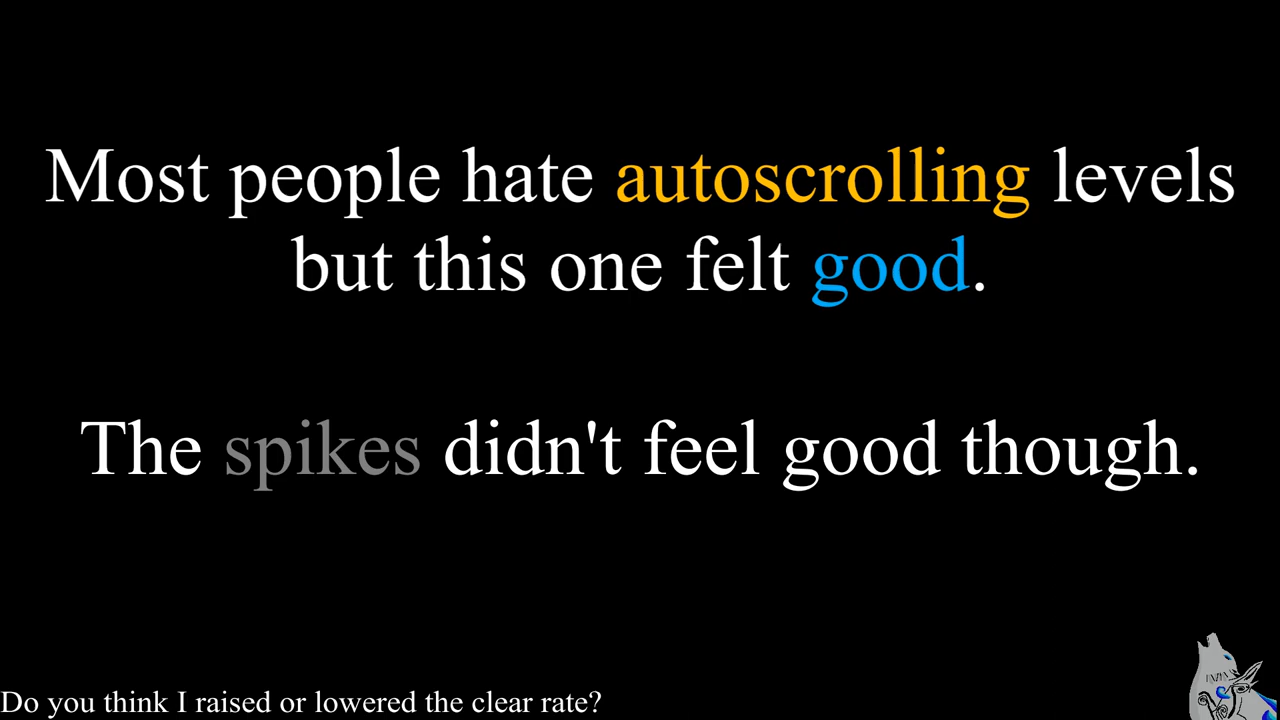 Most people hate autoscrolling levels
but this one felt good.
The spikes didn't feel good though.
Do you think I raised or lowered the clear rate?